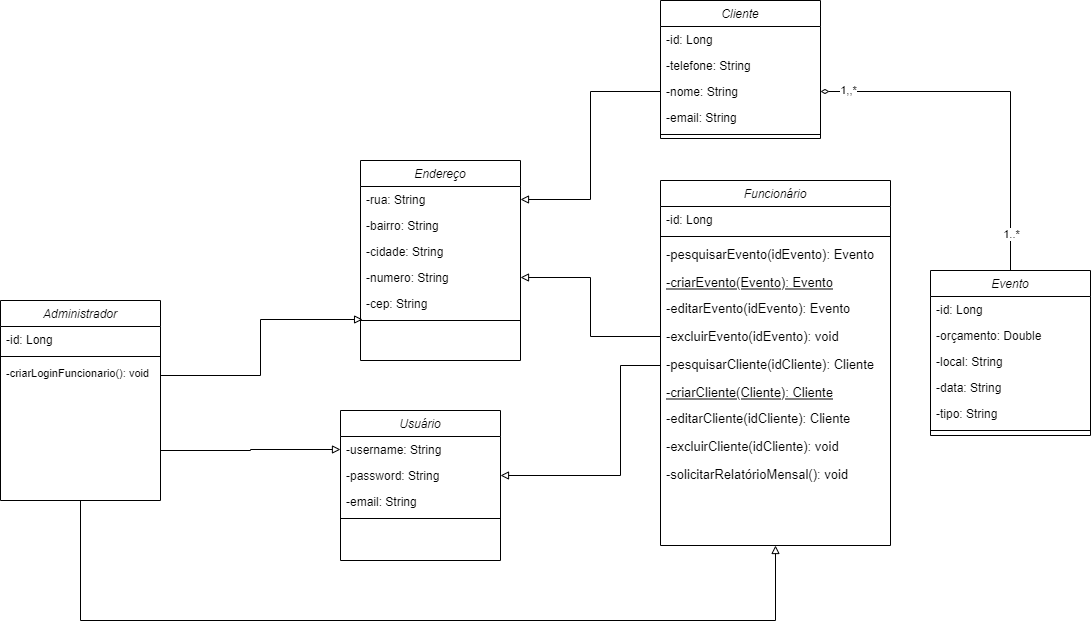 Cliente
-id: Long
-telefone: String
-nome: String
-email: String
1,,*
1..*
Endereço
-rua: String
-bairro: String
-cidade: String
-numero: String
-cep: String
Funcionário
-id: Long
-pesquisarEvento(idEvento): Evento
-criarEvento(Evento): Evento
-editarEvento(idEvento): Evento
-excluirEvento(idEvento): void
-pesquisarCliente(idCliente): Cliente
-criarCliente(Cliente): Cliente
-editarCliente(idCliente): Cliente
-excluirCliente(idCliente): void
-solicitarRelatórioMensal(): void
Evento
-id: Long
-orçamento: Double
-local: String
-data: String
-tipo: String
Administrador
-id: Long
-criarLoginFuncionario(): void
Usuário
-username: String
-password: String
-email: String